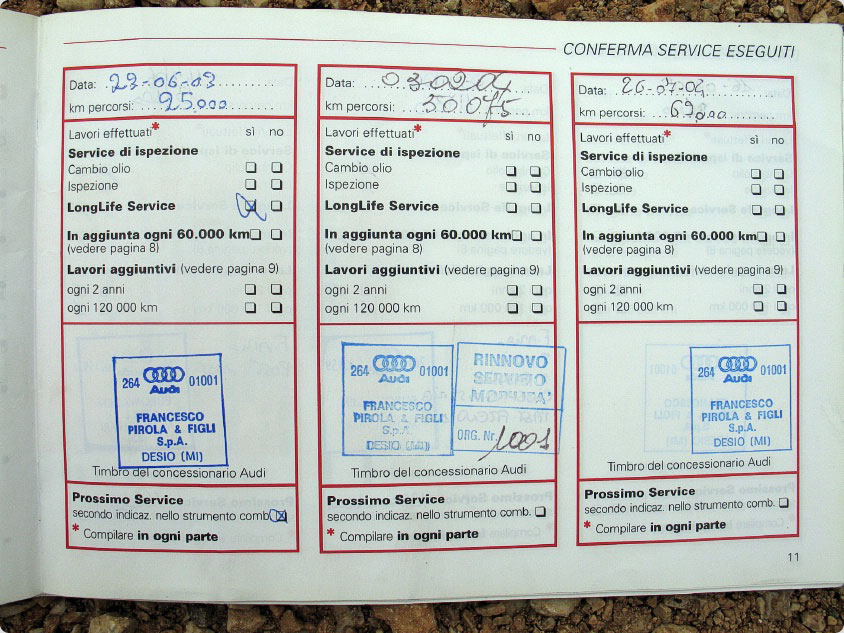 CONFERMA SERVICE ESEGUITI
Data: 23-06-03
km percorsi: 25000
Lavori effettuati* sì no
Service di ispezione
Cambio olio
Ispezione
LongLife Service
In aggiunta ogni 60.000 km
(vedere pagina 8)
Lavori aggiuntivi (vedere pagina 9)
ogni 2 anni
ogni 120 000 km
264 Audi 01001
FRANCESCO
PIROLA & FIGLI
S.p.A.
DESIO (MI)
Timbro del concessionario Audi
Prossimo Service
secondo indicaz. nello strumento comb.
* Compilare in ogni parte
Data: 030204
km percorsi: 50075
Lavori effettuati* sì no
Service di ispezione
Cambio olio
Ispezione
LongLife Service
In aggiunta ogni 60.000 km
(vedere pagina 8)
Lavori aggiuntivi (vedere pagina 9)
ogni 2 anni
ogni 120 000 km
264 Audi 01001
FRANCESCO
PIROLA & FIGLI
S.p.A.
DESIO (MI)
RINNOVO
SERVIZIO
MOBILITA'
ORG. Nr. 1001
Timbro del concessionario Audi
Prossimo Service
secondo indicaz. nello strumento comb.
* Compilare in ogni parte
Data: 26-07-04
km percorsi: 67000
Lavori effettuati* sì no
Service di ispezione
Cambio olio
Ispezione
LongLife Service
In aggiunta ogni 60.000 km
(vedere pagina 8)
Lavori aggiuntivi (vedere pagina 9)
ogni 2 anni
ogni 120 000 km
264 Audi 01001
FRANCESCO
PIROLA & FIGLI
S.p.A.
DESIO (MI)
Timbro del concessionario Audi
Prossimo Service
secondo indicaz. nello strumento comb.
* Compilare in ogni parte
11